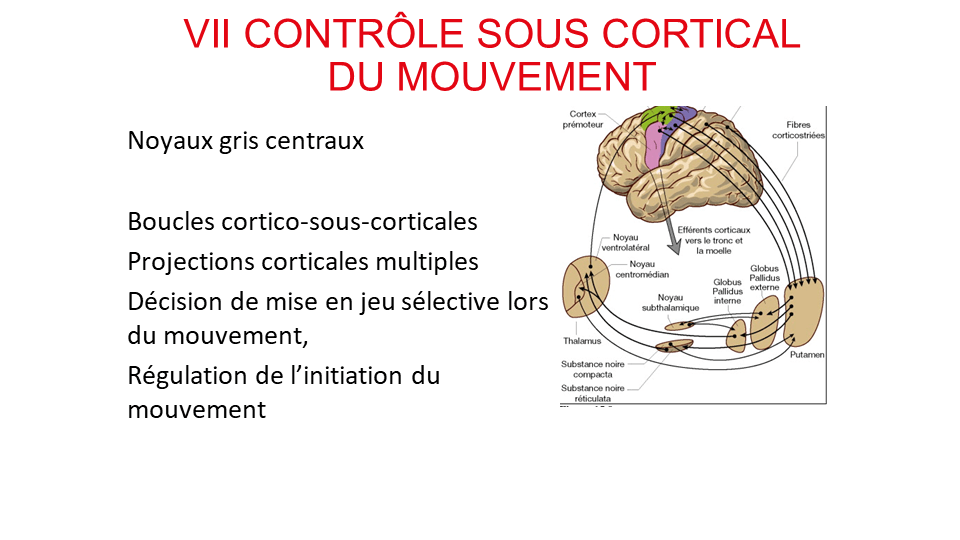 VII CONTRÔLE SOUS CORTICAL
DU MOUVEMENT
Noyaux gris centraux
Boucles cortico-sous-corticales
Projections corticales multiples
Décision de mise en jeu sélective lors
du mouvement,
Régulation de l’initiation du
mouvement
Cortex
prémoteur
Fibres
corticostriées
Efférents corticaux
vers le tronc et
la moelle
Noyau
ventrolatéral
Noyau
centromédian
Globus
Pallidus
externe
Globus
Pallidus
interne
Noyau
subthalamique
Thalamus
Putamen
Substance noire
compacta
Substance noire
réticulata